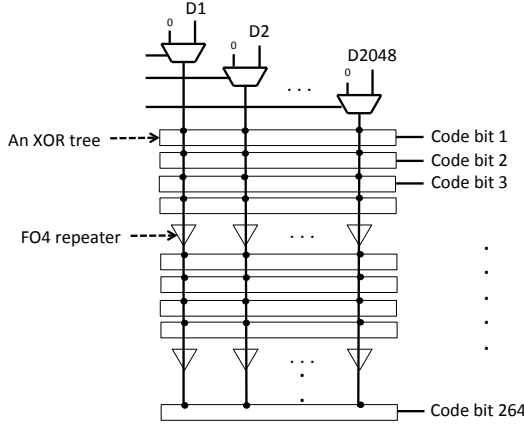 D1
0
D2
0
D2048
0
. . .
An XOR tree
Code bit 1
Code bit 2
Code bit 3
FO4 repeater
. . .
. . .
Code bit 264